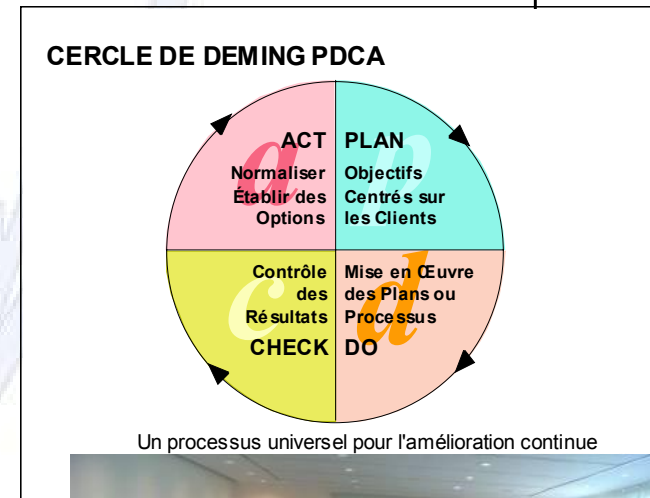 CERCLE DE DEMING PDCA
ACT
Normaliser
Établir des
Options
PLAN
Objectifs
Centrés sur
les Clients
Contrôle
des
Résultats
CHECK
Mise en Œuvre
des Plans ou
Processus
DO
a
p
c
d
Un processus universel pour l'amélioration continue